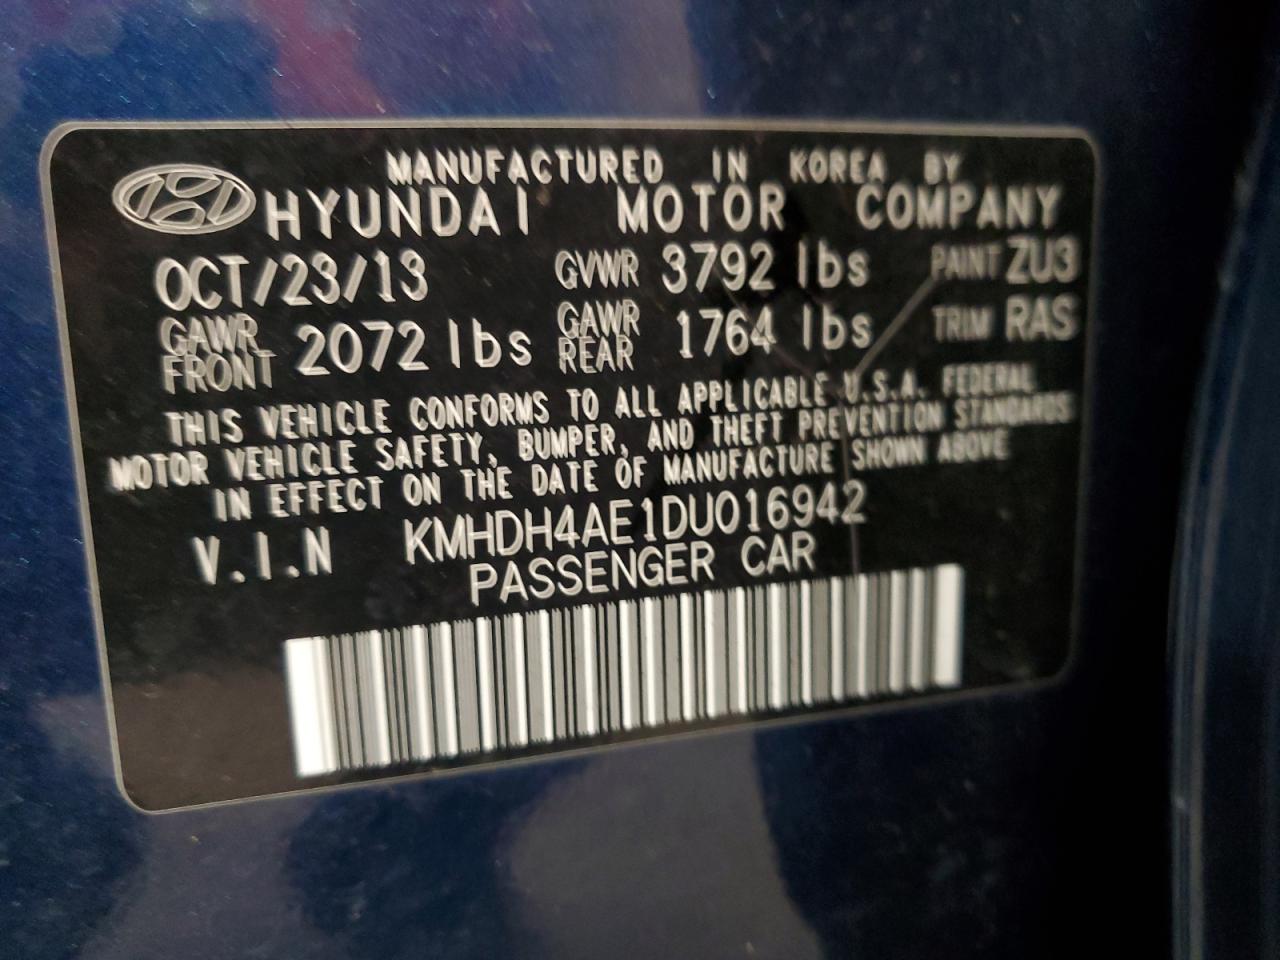 MANUFACTURED IN KOREA BY
HYUNDAI MOTOR COMPANY
OCT/23/13 GVWR 3792 lbs PAINT ZU3
GAWR FRONT 2072 lbs GAWR REAR 1764 lbs TRIM RAS
THIS VEHICLE CONFORMS TO ALL APPLICABLE U.S.A. FEDERAL
MOTOR VEHICLE SAFETY, BUMPER, AND THEFT PREVENTION STANDARDS
IN EFFECT ON THE DATE OF MANUFACTURE SHOWN ABOVE
V.I.N KMHDH4AE1DU016942
PASSENGER CAR